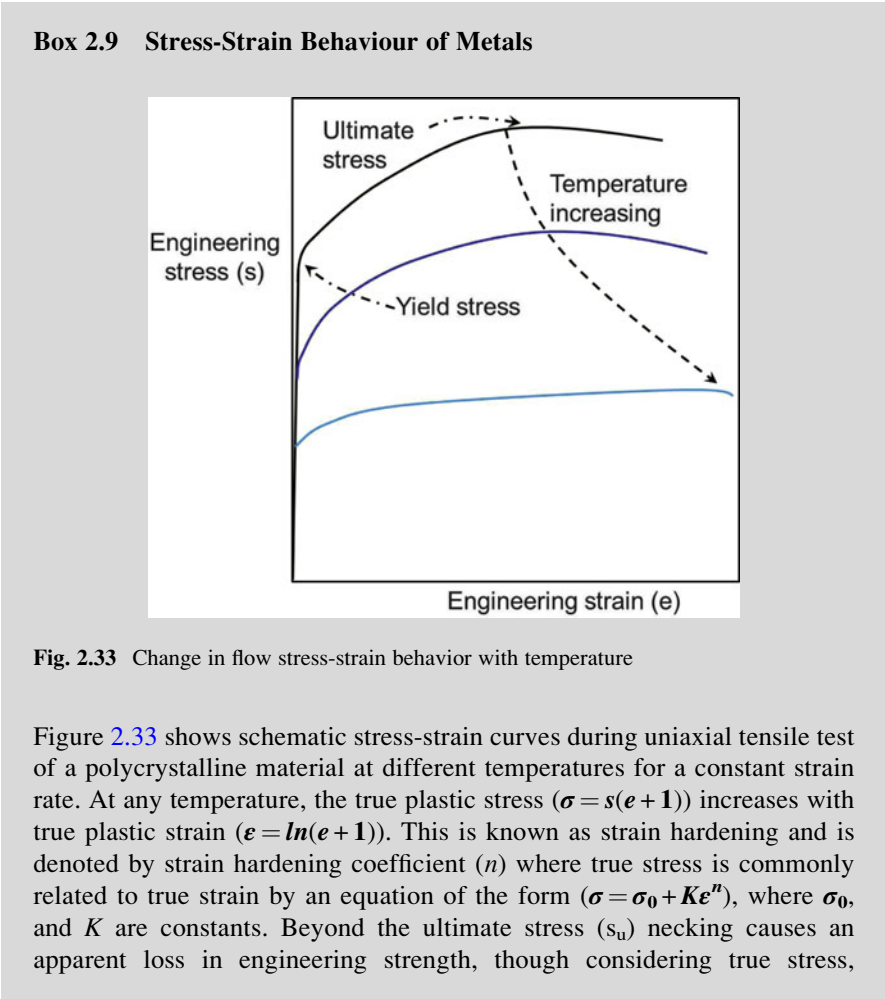 Box 2.9 Stress-Strain Behaviour of Metals
Ultimate
stress
Temperature
increasing
Engineering
stress (s)
Yield stress
Engineering strain (e)
Fig. 2.33 Change in flow stress-strain behavior with temperature
Figure 2.33 shows schematic stress-strain curves during uniaxial tensile test
of a polycrystalline material at different temperatures for a constant strain
rate. At any temperature, the true plastic stress (σ = s(e + 1)) increases with
true plastic strain (ε = ln(e + 1)). This is known as strain hardening and is
denoted by strain hardening coefficient (n) where true stress is commonly
related to true strain by an equation of the form (σ = σ₀ + Kεⁿ), where σ₀,
and K are constants. Beyond the ultimate stress (sᵤ) necking causes an
apparent loss in engineering strength, though considering true stress,